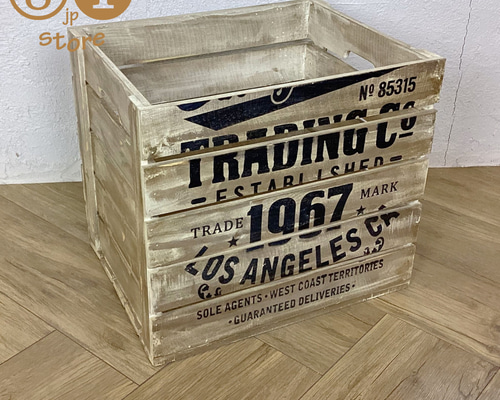 jp
store
Nº 85315
TRADING Cº
ESTABLISHED
TRADE 1967 MARK
LOS ANGELES CA
SOLE AGENTS • WEST COAST TERRITORIES
• GUARANTEED DELIVERIES •